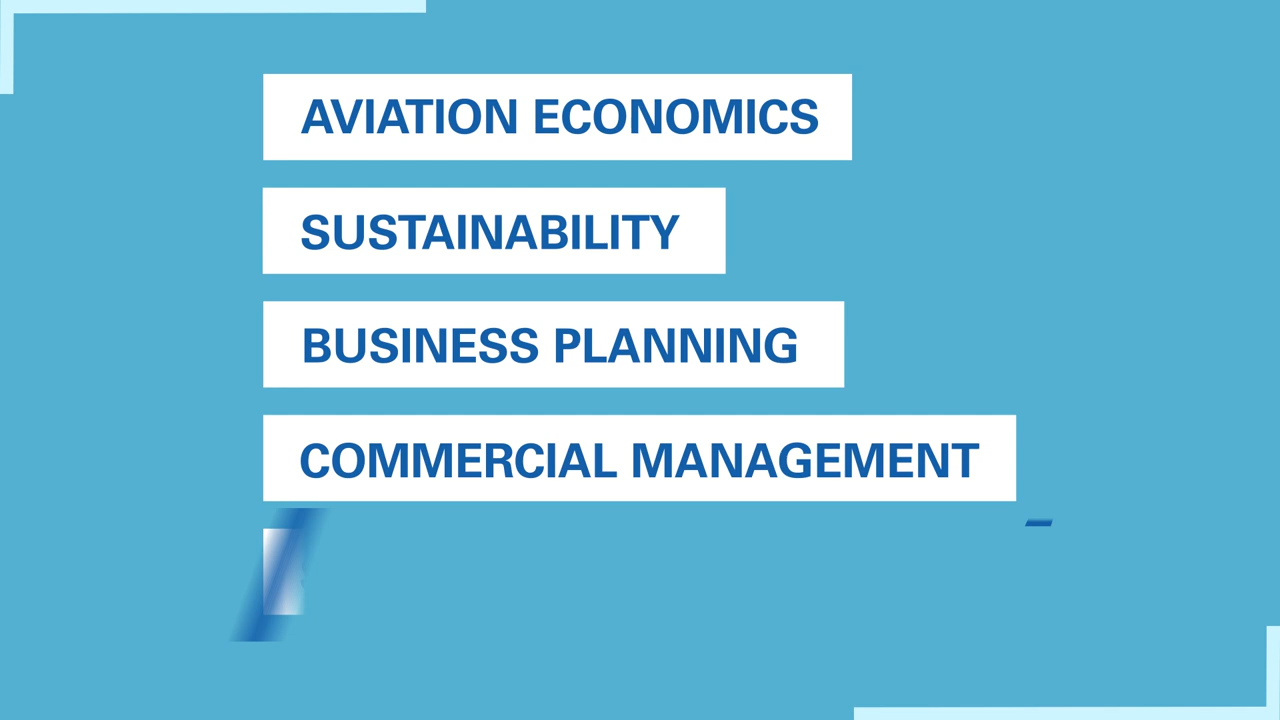 AVIATION ECONOMICS
SUSTAINABILITY
BUSINESS PLANNING
COMMERCIAL MANAGEMENT